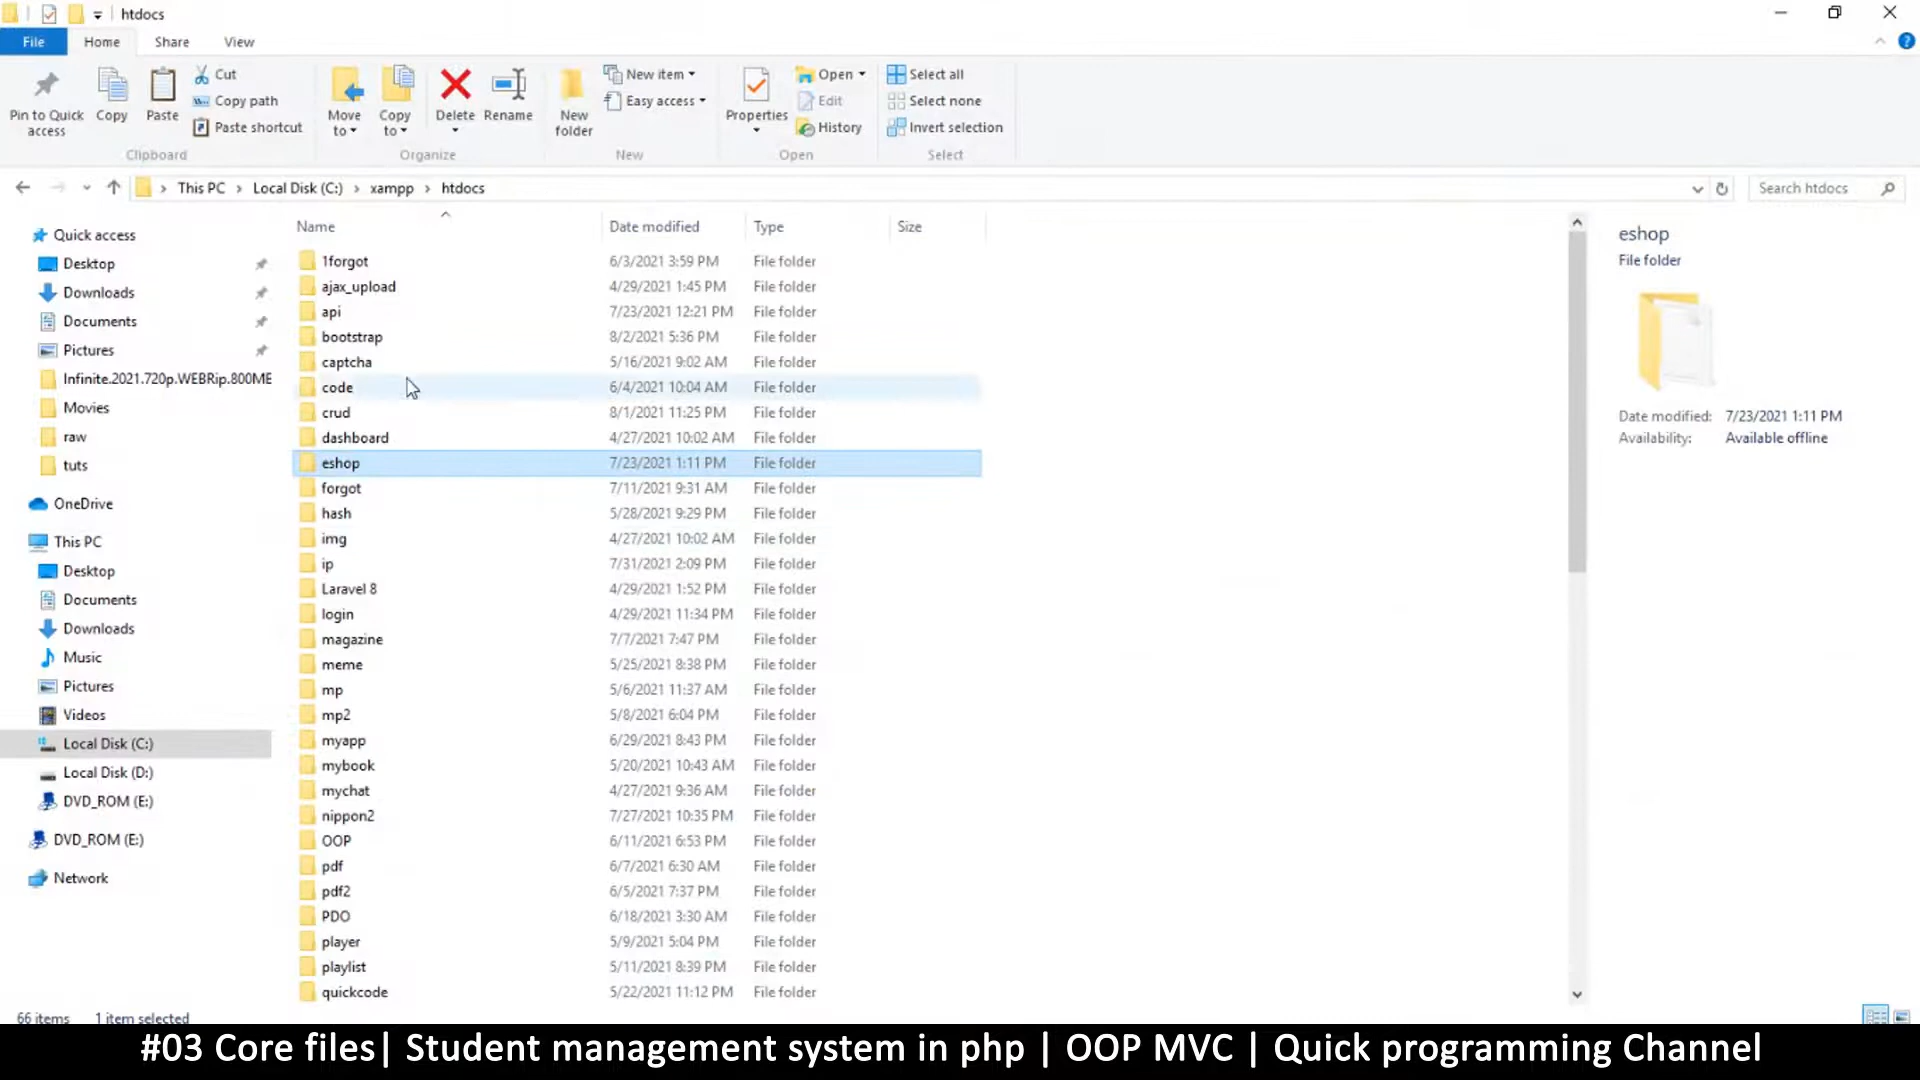 htdocs
File Home Share View
Pin to Quick access
Copy
Paste
Cut
Copy path
Paste shortcut
Clipboard
Move to
Copy to
Delete
Rename
Organize
New folder
New item
Easy access
New
Properties
Open
Edit
History
Open
Select all
Select none
Invert selection
Select
This PC > Local Disk (C:) > xampp > htdocs
Search htdocs
Quick access
Desktop
Downloads
Documents
Pictures
Infinite.2021.720p.WEBRip.800ME
Movies
raw
tuts
OneDrive
This PC
Desktop
Documents
Downloads
Music
Pictures
Videos
Local Disk (C:)
Local Disk (D:)
DVD_ROM (E:)
DVD_ROM (E:)
Network
Name Date modified Type Size
1forgot 6/3/2021 3:59 PM File folder
ajax_upload 4/29/2021 1:45 PM File folder
api 7/23/2021 12:21 PM File folder
bootstrap 8/2/2021 5:36 PM File folder
captcha 5/16/2021 9:02 AM File folder
code 6/4/2021 10:04 AM File folder
crud 8/1/2021 11:25 PM File folder
dashboard 4/27/2021 10:02 AM File folder
eshop 7/23/2021 1:11 PM File folder
forgot 7/11/2021 9:31 AM File folder
hash 5/28/2021 9:29 PM File folder
img 4/27/2021 10:02 AM File folder
ip 7/31/2021 2:09 PM File folder
Laravel 8 4/29/2021 1:52 PM File folder
login 4/29/2021 11:34 PM File folder
magazine 7/7/2021 7:47 PM File folder
meme 5/25/2021 8:38 PM File folder
mp 5/6/2021 11:37 AM File folder
mp2 5/8/2021 6:04 PM File folder
myapp 6/29/2021 8:43 PM File folder
mybook 5/20/2021 10:43 AM File folder
mychat 4/27/2021 9:36 AM File folder
nippon2 7/27/2021 10:35 PM File folder
OOP 6/11/2021 6:53 PM File folder
pdf 6/7/2021 6:30 AM File folder
pdf2 6/5/2021 7:37 PM File folder
PDO 6/18/2021 3:30 AM File folder
player 5/9/2021 5:04 PM File folder
playlist 5/11/2021 8:39 PM File folder
quickcode 5/22/2021 11:12 PM File folder
eshop
File folder
Date modified: 7/23/2021 1:11 PM
Availability: Available offline
66 items 1 item selected
#03 Core files| Student management system in php | OOP MVC | Quick programming Channel